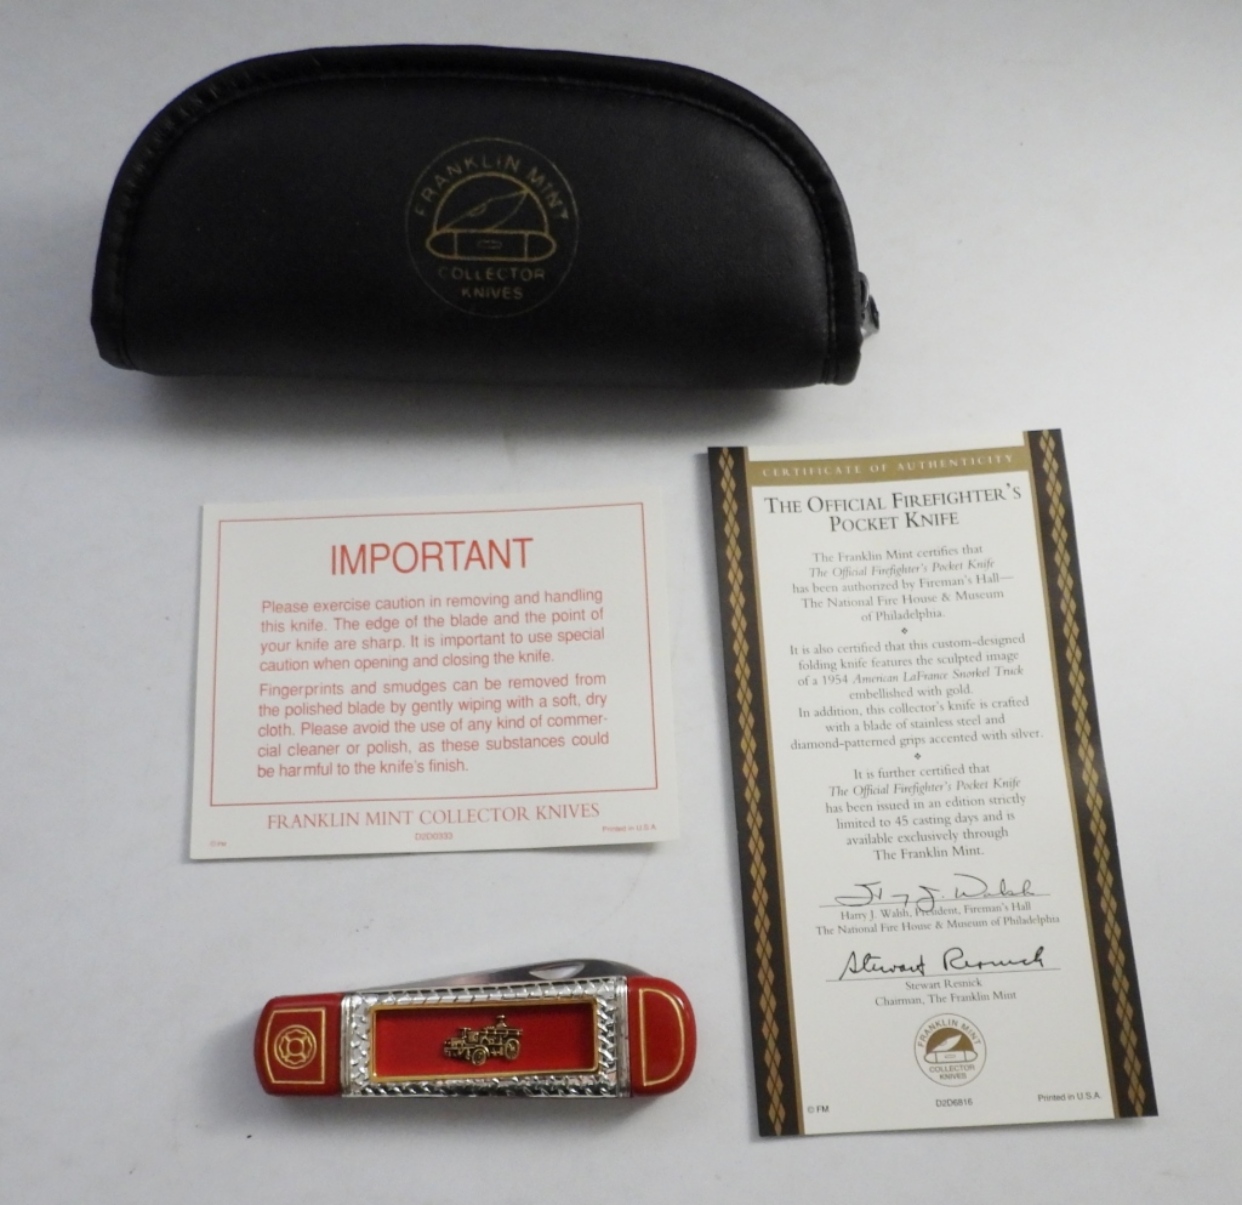 FRANKLIN MINT
COLLECTOR
KNIVES
IMPORTANT
Please exercise caution in removing and handling
this knife. The edge of the blade and the point of
your knife are sharp. It is important to use special
caution when opening and closing the knife.
Fingerprints and smudges can be removed from
the polished blade by gently wiping with a soft, dry
cloth. Please avoid the use of any kind of commer-
cial cleaner or polish, as these substances could
be harmful to the knife's finish.
FRANKLIN MINT COLLECTOR KNIVES
© FM
Printed in U.S.A.
CERTIFICATE OF AUTHENTICITY
THE OFFICIAL FIREFIGHTER'S
POCKET KNIFE
The Franklin Mint certifies that
The Official Firefighter's Pocket Knife
has been authorized by Fireman's Hall—
The National Fire House & Museum
of Philadelphia.
It is also certified that this custom-designed
folding knife features the sculpted image
of a 1954 American LaFrance Snorkel Truck
embellished with gold.
In addition, this collector's knife is crafted
with a blade of stainless steel and
diamond-patterned grips accented with silver.
It is further certified that
The Official Firefighter's Pocket Knife
has been issued in an edition strictly
limited to 45 casting days and is
available exclusively through
The Franklin Mint.
Harry J. Walsh, President, Fireman's Hall
The National Fire House & Museum of Philadelphia
Stewart Resnick
Stewart Resnick
Chairman, The Franklin Mint
FRANKLIN MINT
COLLECTOR
KNIVES
© FM
D2D6816
Printed in U.S.A.